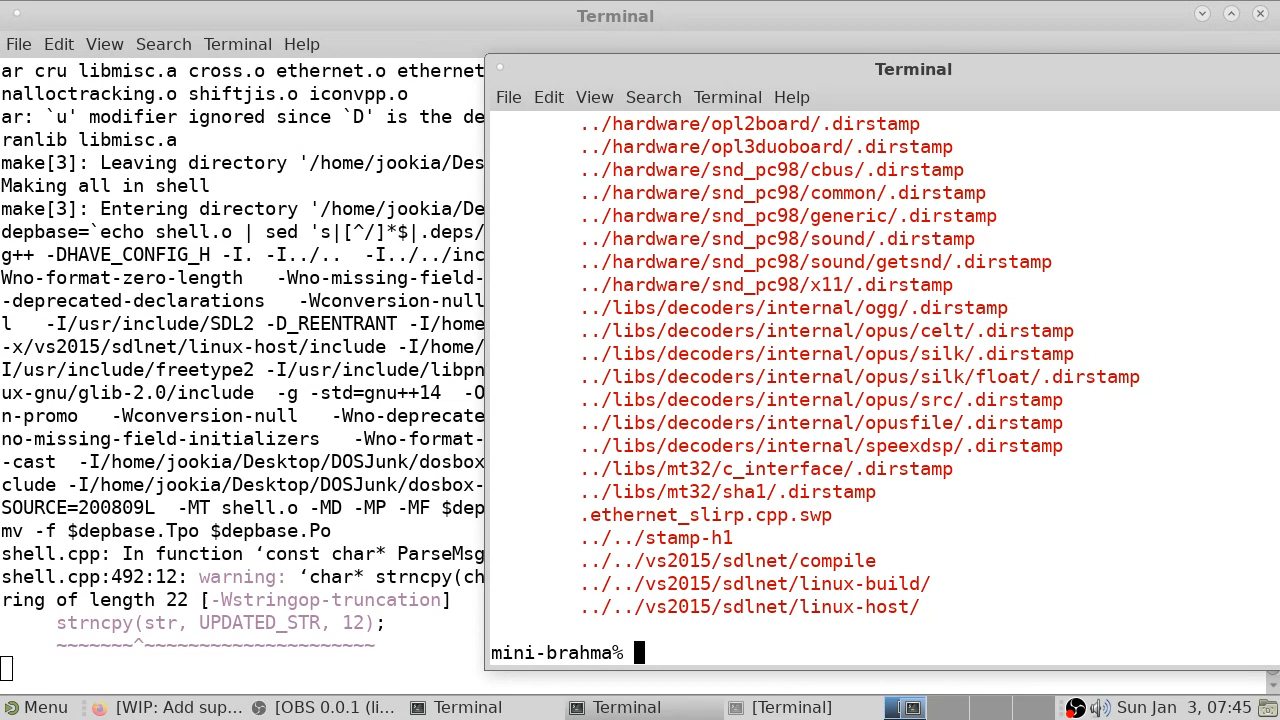 Terminal
File Edit View Search Terminal Help
ar cru libmisc.a cross.o ethernet.o ethernet
nalloctracking.o shiftjis.o iconvpp.o
ar: `u' modifier ignored since `D' is the de
ranlib libmisc.a
make[3]: Leaving directory '/home/jookia/Des
Making all in shell
make[3]: Entering directory '/home/jookia/De
depbase=`echo shell.o | sed 's|[^/]*$|.deps/
g++ -DHAVE_CONFIG_H -I. -I../.. -I../../inc
Wno-format-zero-length -Wno-missing-field-
-deprecated-declarations -Wconversion-null
l -I/usr/include/SDL2 -D_REENTRANT -I/home
-x/vs2015/sdlnet/linux-host/include -I/home/
I/usr/include/freetype2 -I/usr/include/libpn
ux-gnu/glib-2.0/include -g -std=gnu++14 -O
n-promo -Wconversion-null -Wno-deprecate
no-missing-field-initializers -Wno-format-
-cast -I/home/jookia/Desktop/DOSJunk/dosbox
clude -I/home/jookia/Desktop/DOSJunk/dosbox-
SOURCE=200809L -MT shell.o -MD -MP -MF $dep
mv -f $depbase.Tpo $depbase.Po
shell.cpp: In function ‘const char* ParseMsg
shell.cpp:492:12: warning: ‘char* strncpy(ch
ring of length 22 [-Wstringop-truncation]
strncpy(str, UPDATED_STR, 12);
~~~~~~~^~~~~~~~~~~~~~~~~~~~~~
Terminal
File Edit View Search Terminal Help
../hardware/opl2board/.dirstamp
../hardware/opl3duoboard/.dirstamp
../hardware/snd_pc98/cbus/.dirstamp
../hardware/snd_pc98/common/.dirstamp
../hardware/snd_pc98/generic/.dirstamp
../hardware/snd_pc98/sound/.dirstamp
../hardware/snd_pc98/sound/getsnd/.dirstamp
../hardware/snd_pc98/x11/.dirstamp
../libs/decoders/internal/ogg/.dirstamp
../libs/decoders/internal/opus/celt/.dirstamp
../libs/decoders/internal/opus/silk/.dirstamp
../libs/decoders/internal/opus/silk/float/.dirstamp
../libs/decoders/internal/opus/src/.dirstamp
../libs/decoders/internal/opusfile/.dirstamp
../libs/decoders/internal/speexdsp/.dirstamp
../libs/mt32/c_interface/.dirstamp
../libs/mt32/sha1/.dirstamp
.ethernet_slirp.cpp.swp
../../stamp-h1
../../vs2015/sdlnet/compile
../../vs2015/sdlnet/linux-build/
../../vs2015/sdlnet/linux-host/
mini-brahma%
Menu [WIP: Add sup... [OBS 0.0.1 (li... Terminal Terminal [Terminal] Sun Jan 3, 07:45